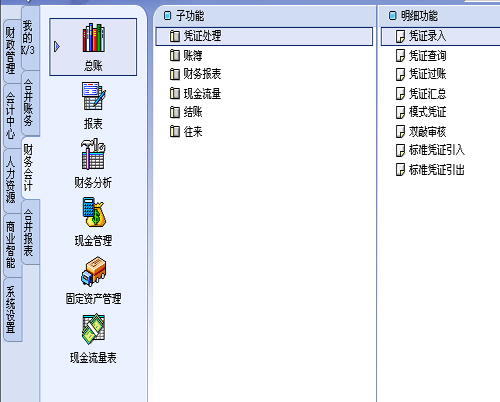 财政管理
会计中心
人力资源
商业智能
系统设置
我的K/3
合并账务
财务会计
合并报表
总账
报表
财务分析
现金管理
固定资产管理
现金流量表
子功能
凭证处理
账簿
财务报表
现金流量
结账
往来
明细功能
凭证录入
凭证查询
凭证过账
凭证汇总
模式凭证
双敲审核
标准凭证引入
标准凭证引出